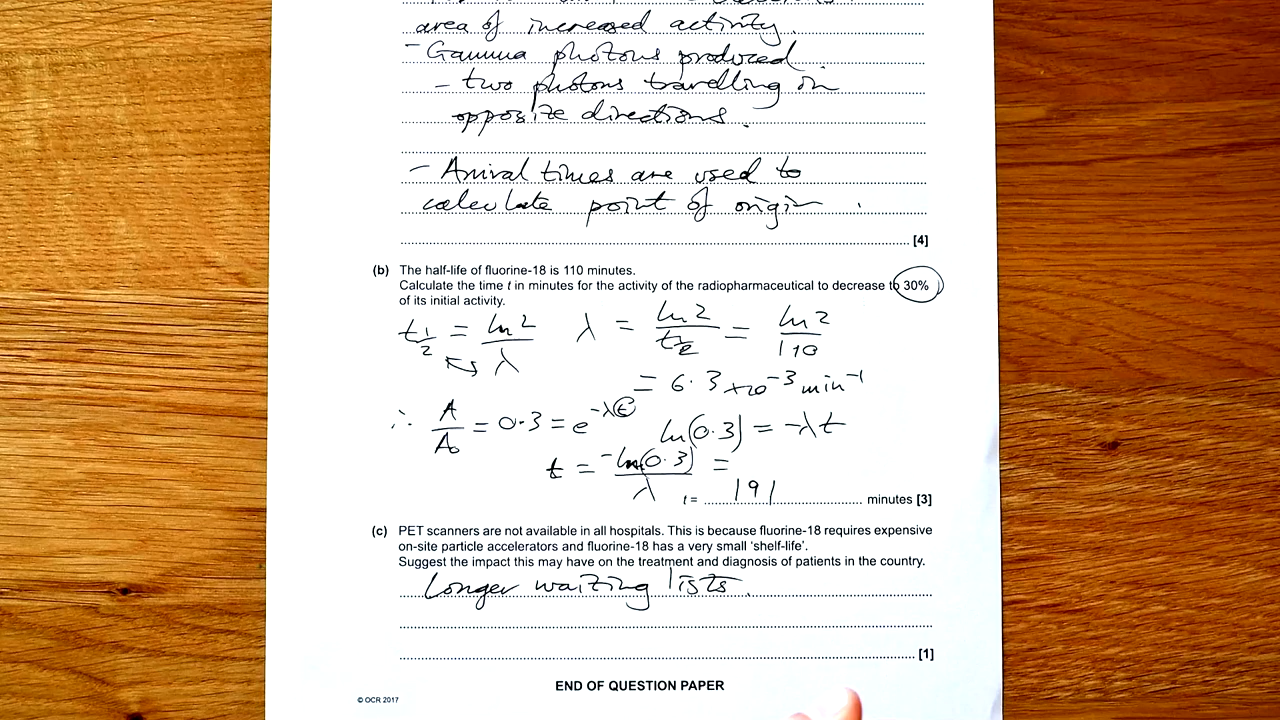 area of increased activity.
- Gamma photons produced
- two photons travelling in
opposite directions.
- Arrival times are used to
calculate point of origin.
[4]
(b) The half-life of fluorine-18 is 110 minutes.
Calculate the time t in minutes for the activity of the radiopharmaceutical to decrease to 30%
of its initial activity.
t½ = ln2/λ λ = ln2/t½ = ln2/110
= 6.3 × 10⁻³ min⁻¹
∴ A/A₀ = 0.3 = e^-λt ln(0.3) = -λt
t = -ln(0.3)/λ =
t = 191 minutes [3]
(c) PET scanners are not available in all hospitals. This is because fluorine-18 requires expensive
on-site particle accelerators and fluorine-18 has a very small ‘shelf-life’.
Suggest the impact this may have on the treatment and diagnosis of patients in the country.
Longer waiting lists.
[1]
END OF QUESTION PAPER
© OCR 2017